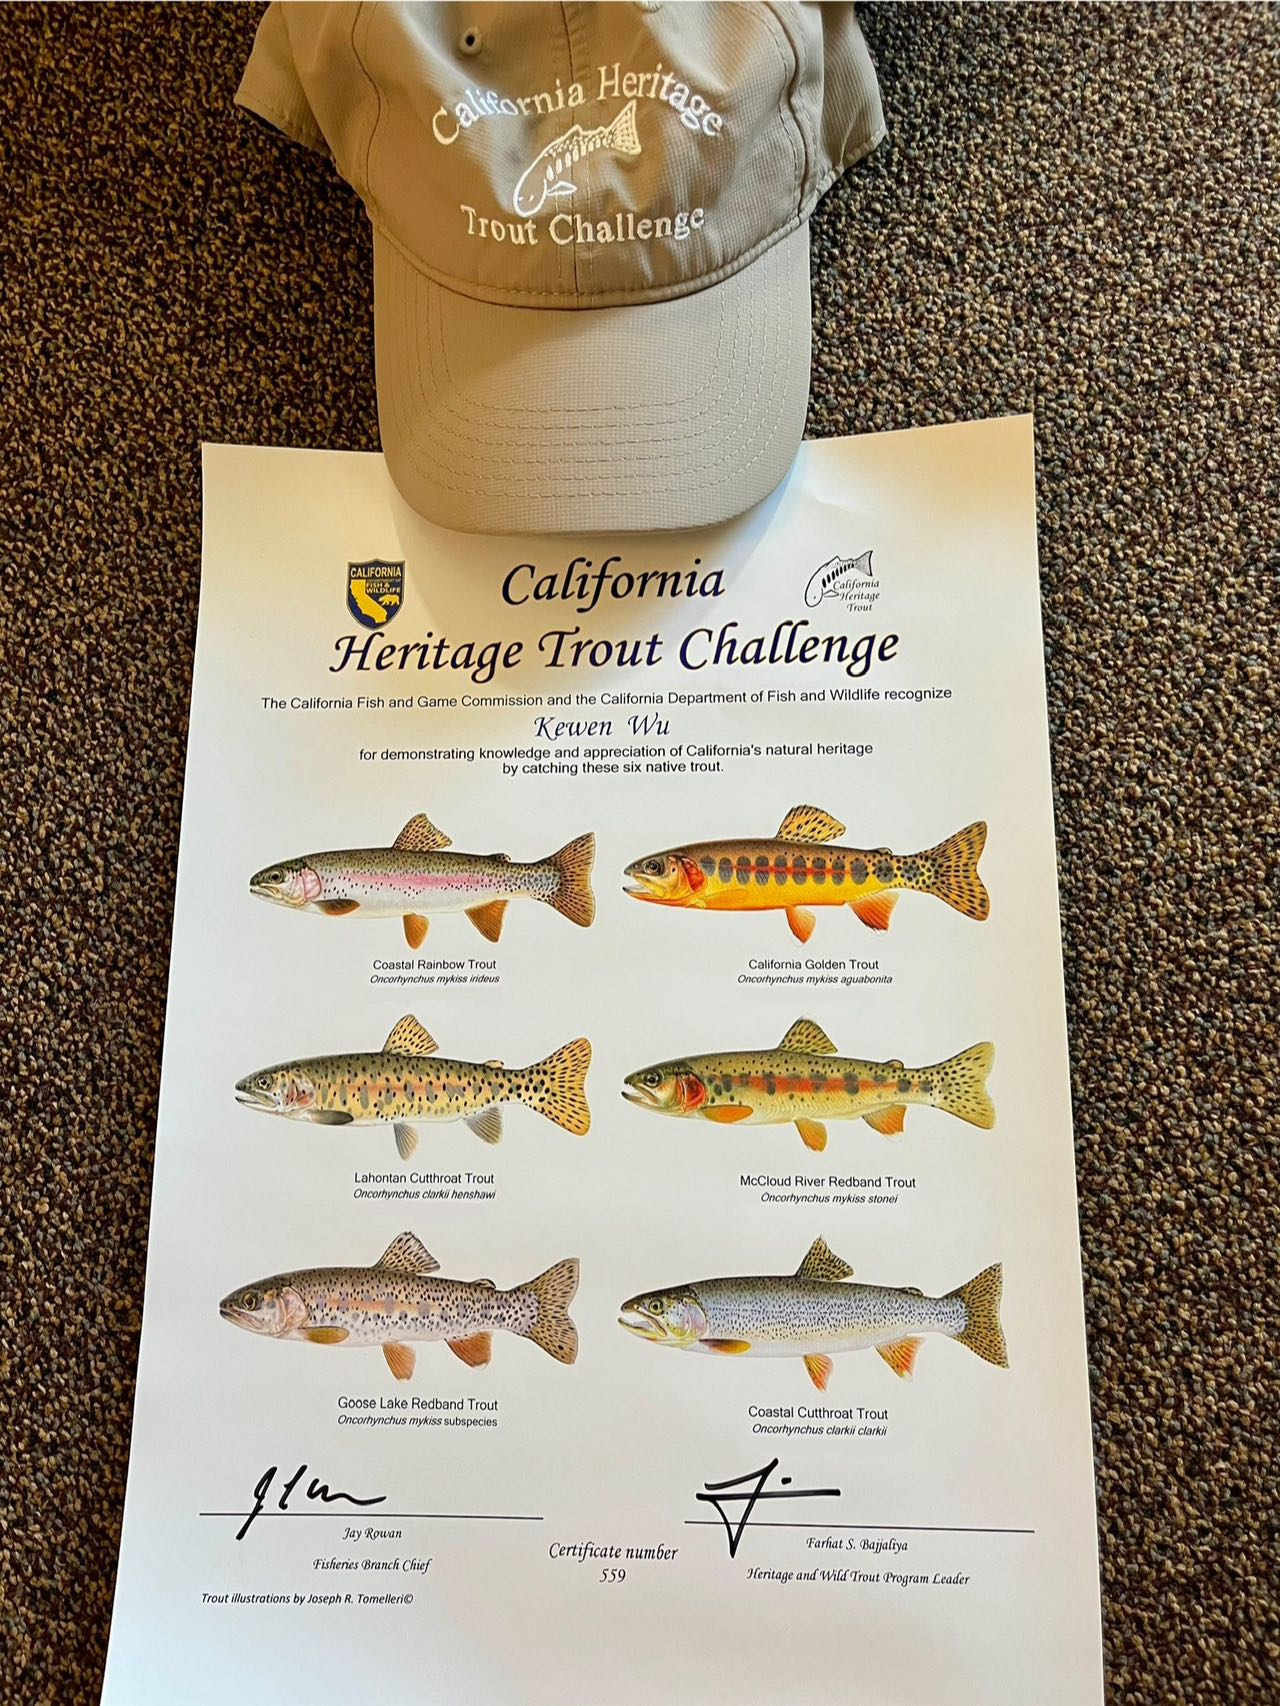 California Heritage
Trout Challenge
CALIFORNIA
DEPARTMENT OF
FISH &
WILDLIFE
California
Heritage
Trout
California
Heritage Trout Challenge
The California Fish and Game Commission and the California Department of Fish and Wildlife recognize
Kewen Wu
for demonstrating knowledge and appreciation of California's natural heritage
by catching these six native trout.
Coastal Rainbow Trout
Oncorhynchus mykiss irideus
California Golden Trout
Oncorhynchus mykiss aguabonita
Lahontan Cutthroat Trout
Oncorhynchus clarkii henshawi
McCloud River Redband Trout
Oncorhynchus mykiss stonei
Goose Lake Redband Trout
Oncorhynchus mykiss subspecies
Coastal Cutthroat Trout
Oncorhynchus clarkii clarkii
Jay Rowan
Fisheries Branch Chief
Certificate number
559
Farhat S. Bajjaliya
Heritage and Wild Trout Program Leader
Trout illustrations by Joseph R. Tomelleri©